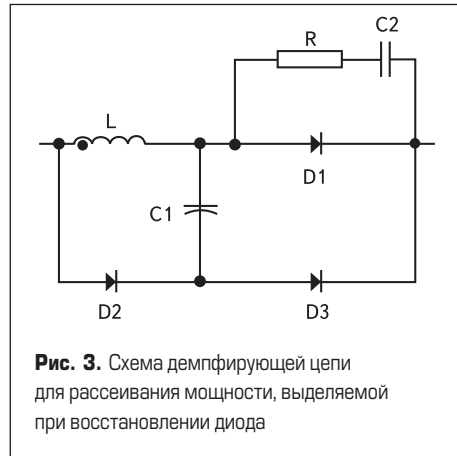 C2
R
L
D1
C1
D2
D3
Рис. 3. Схема демпфирующей цепи
для рассеивания мощности, выделяемой
при восстановлении диода